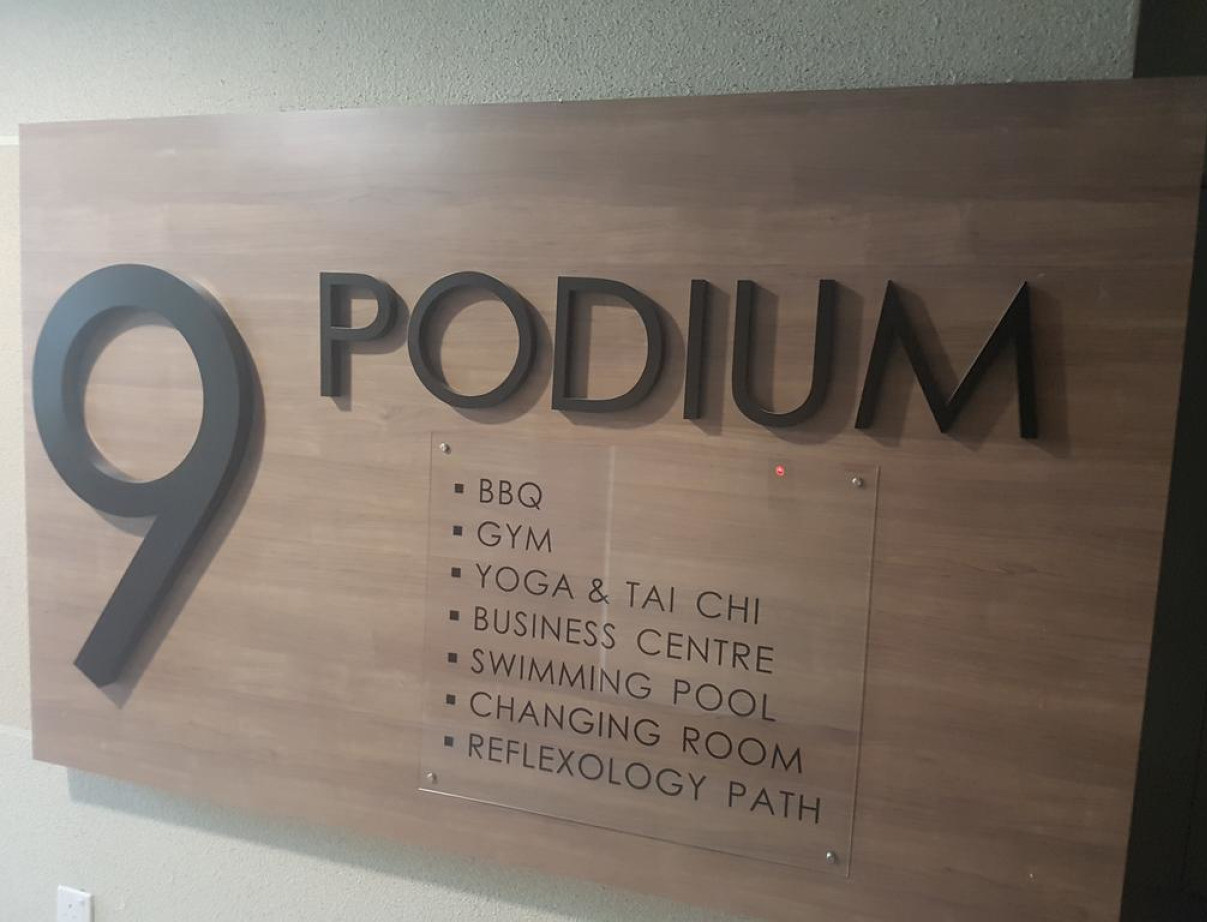 9 PODIUM
▪ BBQ
▪ GYM
▪ YOGA & TAI CHI
▪ BUSINESS CENTRE
▪ SWIMMING POOL
▪ CHANGING ROOM
▪ REFLEXOLOGY PATH